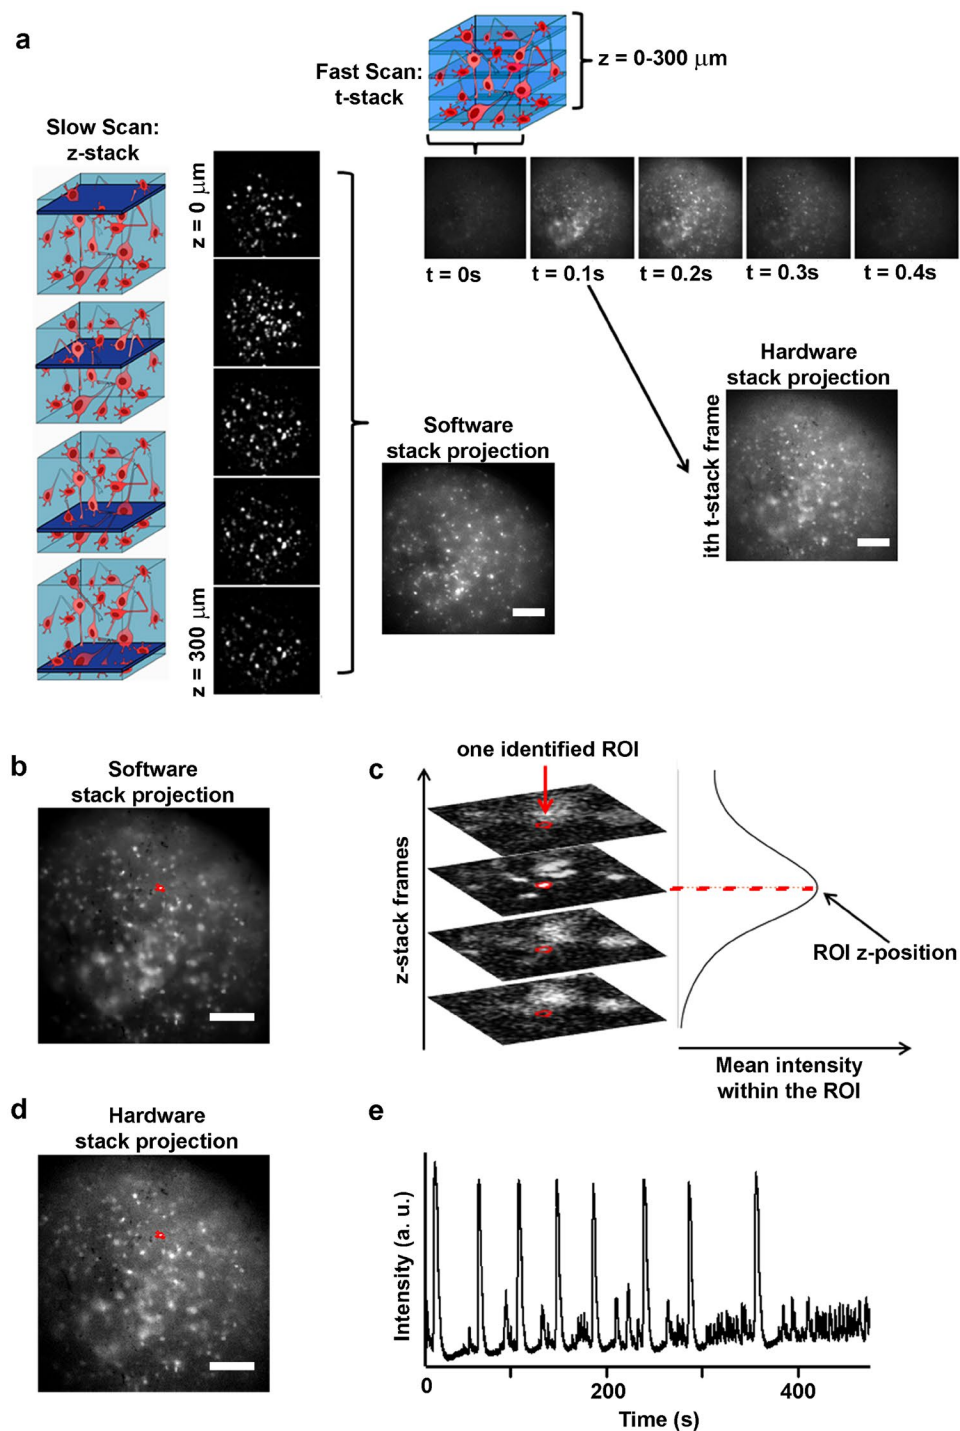 a
Fast Scan:
t-stack
z = 0-300 μm
Slow Scan:
z-stack
z = 0 μm
z = 300 μm
t = 0s
t = 0.1s
t = 0.2s
t = 0.3s
t = 0.4s
Hardware
stack projection
ith t-stack frame
Software
stack projection
b
Software
stack projection
c
one identified ROI
z-stack frames
ROI z-position
Mean intensity
within the ROI
d
Hardware
stack projection
e
Intensity (a. u.)
0
200
400
Time (s)